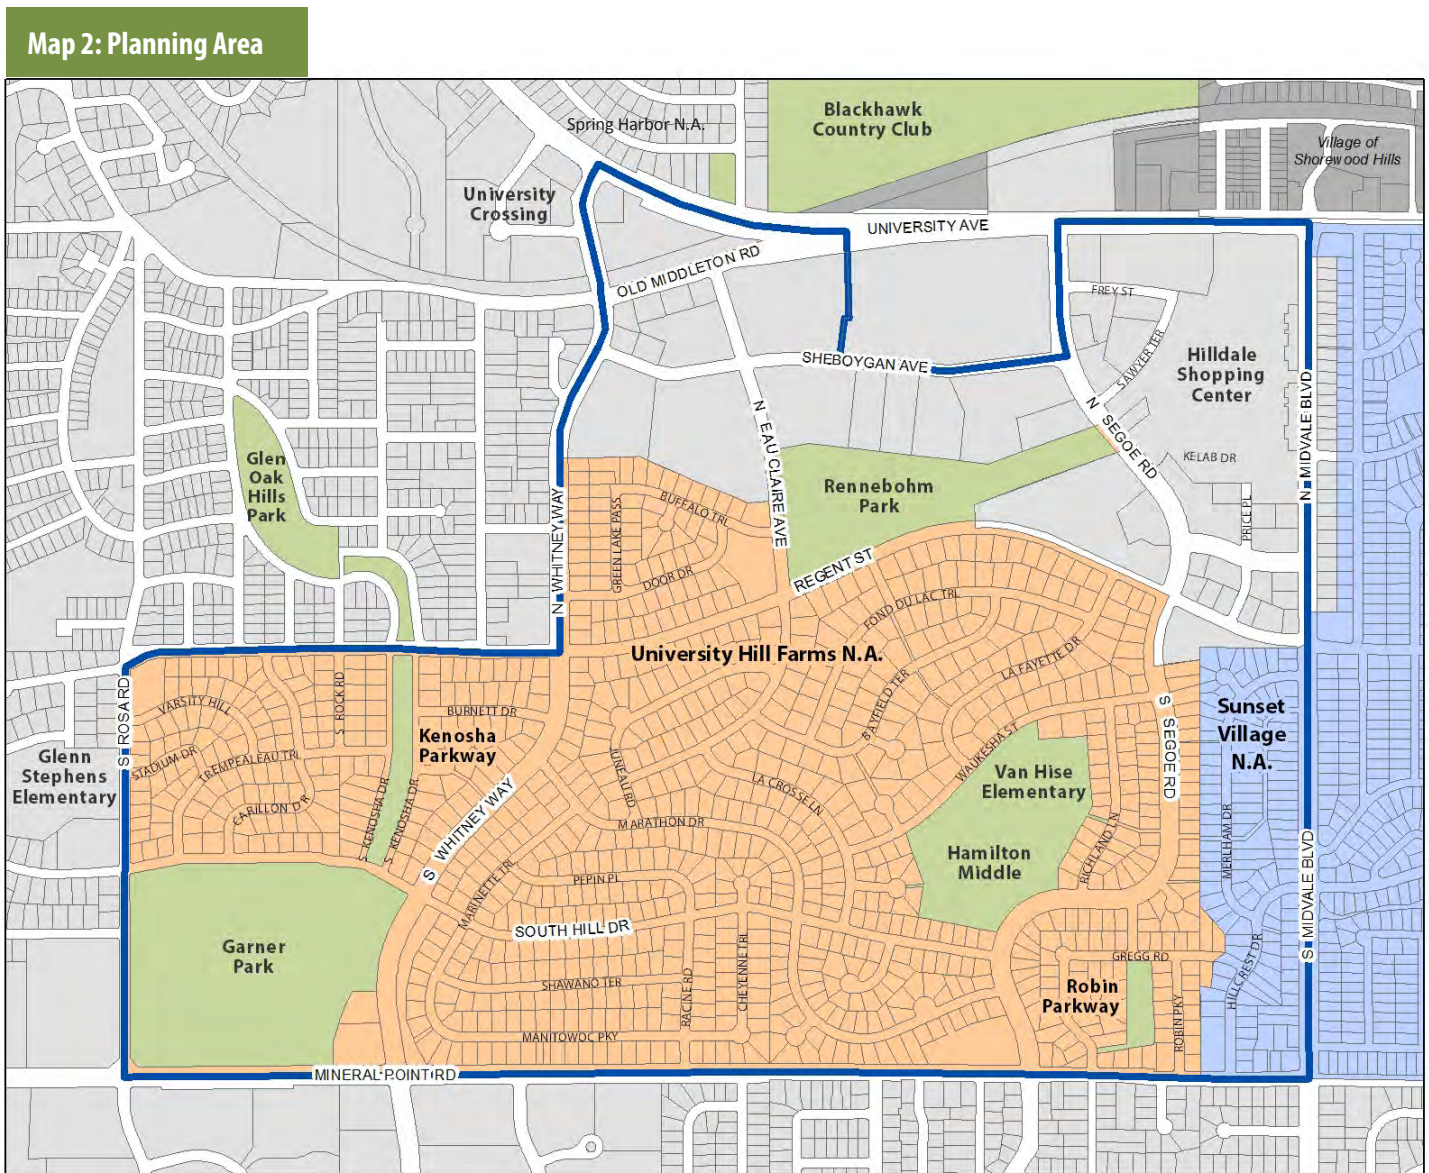 Map 2: Planning Area
Blackhawk
Country Club
Spring Harbor N.A.
Village of
Shorewood Hills
University
Crossing
UNIVERSITY AVE
OLD MIDDLETON RD
FREY ST
SAWYER TER
SHEBOYGAN AVE
Hilldale
Shopping
Center
N MIDVALE BLVD
N SEGOE RD
N EAU CLAIRE AVE
KELAB DR
PRICE PL
Glen
Oak
Hills
Park
Rennebohm
Park
N WHITNEY WAY
GREEN LAKE PASS
BUFFALO TRL
DOOR DR
REGENT ST
FOND DU LAC TRL
University Hill Farms N.A.
LA FAYETTE DR
BAYFIELD TER
S ROSA RD
VARSITY HILL
S ROCK RD
BURNETT DR
Kenosha
Parkway
STADIUM DR
TREMPEALEAU TRL
CARILLON DR
S KENOSHA DR
S KENOSHA DR
Glenn
Stephens
Elementary
S WHITNEY WAY
JUNEAU RD
LA CROSSE LN
MARATHON DR
WAUKESHA ST
Van Hise
Elementary
Hamilton
Middle
RICHLAND LN
S SEGOE RD
Sunset
Village
N.A.
MERLHAM DR
S MIDVALE BLVD
MARINETTE TRL
PEPIN PL
SOUTH HILL DR
SHAWANO TER
RACINE RD
CHEYENNE TRL
MANITOWOC PKY
Garner
Park
GREGG RD
HILLCREST DR
Robin
Parkway
ROBIN PKY
MINERAL POINT RD